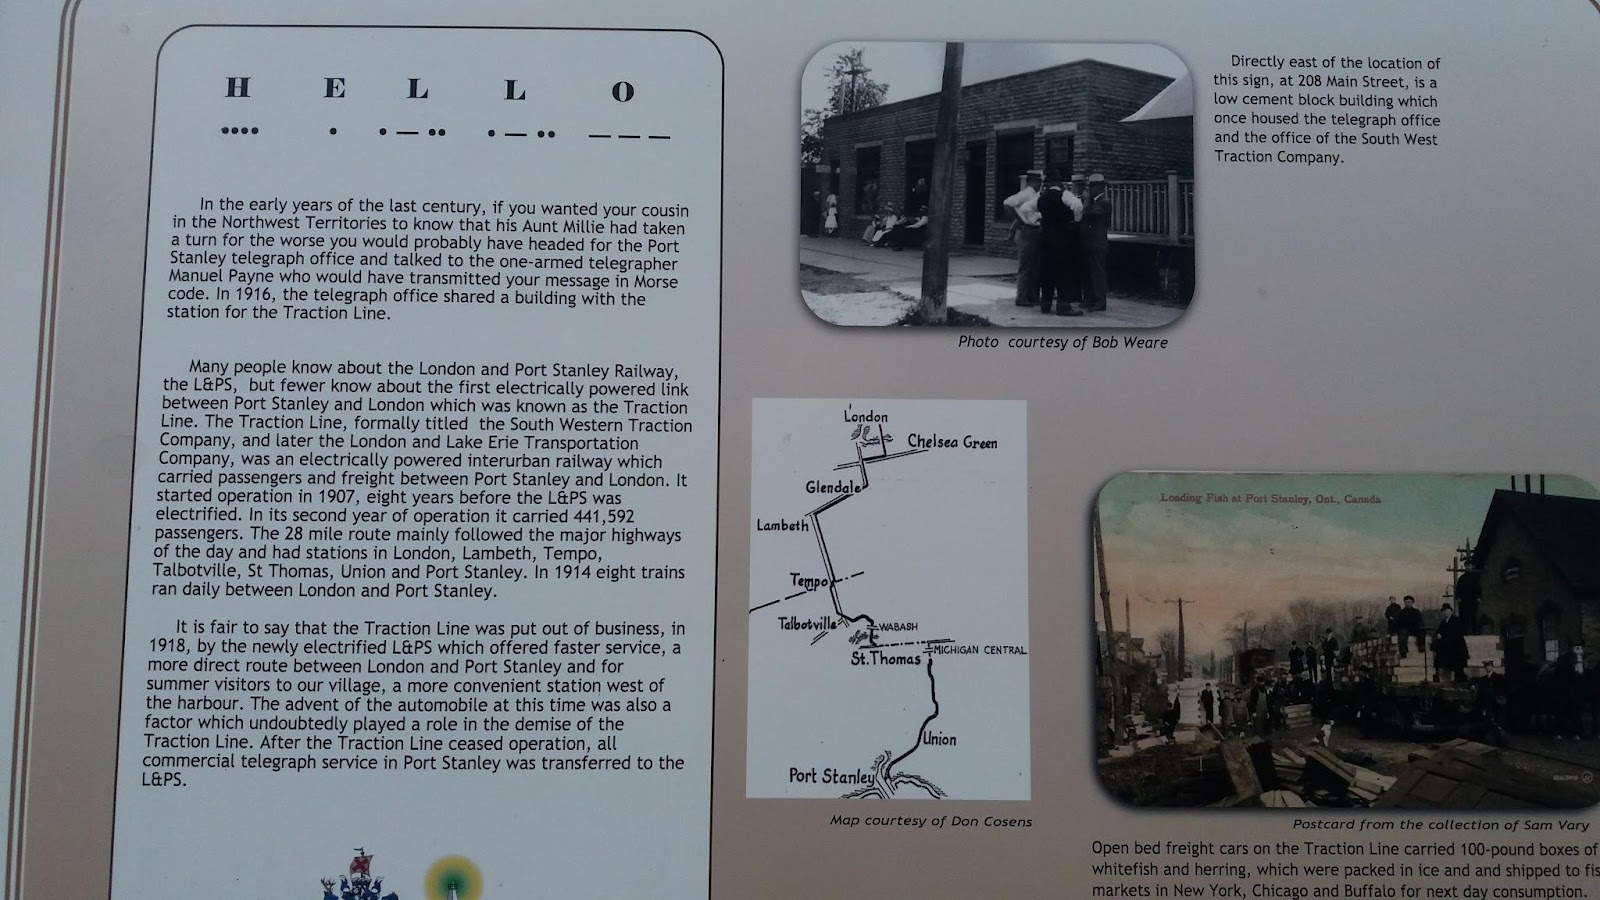 H E L L O
•••• • •—•• •—•• ———
In the early years of the last century, if you wanted your cousin
in the Northwest Territories to know that his Aunt Millie had taken
a turn for the worse you would probably have headed for the Port
Stanley telegraph office and talked to the one-armed telegrapher
Manuel Payne who would have transmitted your message in Morse
code. In 1916, the telegraph office shared a building with the
station for the Traction Line.
Many people know about the London and Port Stanley Railway,
the L&PS, but fewer know about the first electrically powered link
between Port Stanley and London which was known as the Traction
Line. The Traction Line, formally titled the South Western Traction
Company, and later the London and Lake Erie Transportation
Company, was an electrically powered interurban railway which
carried passengers and freight between Port Stanley and London. It
started operation in 1907, eight years before the L&PS was
electrified. In its second year of operation it carried 441,592
passengers. The 28 mile route mainly followed the major highways
of the day and had stations in London, Lambeth, Tempo,
Talbotville, St Thomas, Union and Port Stanley. In 1914 eight trains
ran daily between London and Port Stanley.
It is fair to say that the Traction Line was put out of business, in
1918, by the newly electrified L&PS which offered faster service, a
more direct route between London and Port Stanley and for
summer visitors to our village, a more convenient station west of
the harbour. The advent of the automobile at this time was also a
factor which undoubtedly played a role in the demise of the
Traction Line. After the Traction Line ceased operation, all
commercial telegraph service in Port Stanley was transferred to the
L&PS.
Directly east of the location of
this sign, at 208 Main Street, is a
low cement block building which
once housed the telegraph office
and the office of the South West
Traction Company.
Photo courtesy of Bob Weare
London
Chelsea Green
Glendale
Lambeth
Tempo
Talbotville
WABASH
St. Thomas
MICHIGAN CENTRAL
Union
Port Stanley
Map courtesy of Don Cosens
Loading Fish at Port Stanley, Ont., Canada
Postcard from the collection of Sam Vary
Open bed freight cars on the Traction Line carried 100-pound boxes of
whitefish and herring, which were packed in ice and and shipped to fis
markets in New York, Chicago and Buffalo for next day consumption.